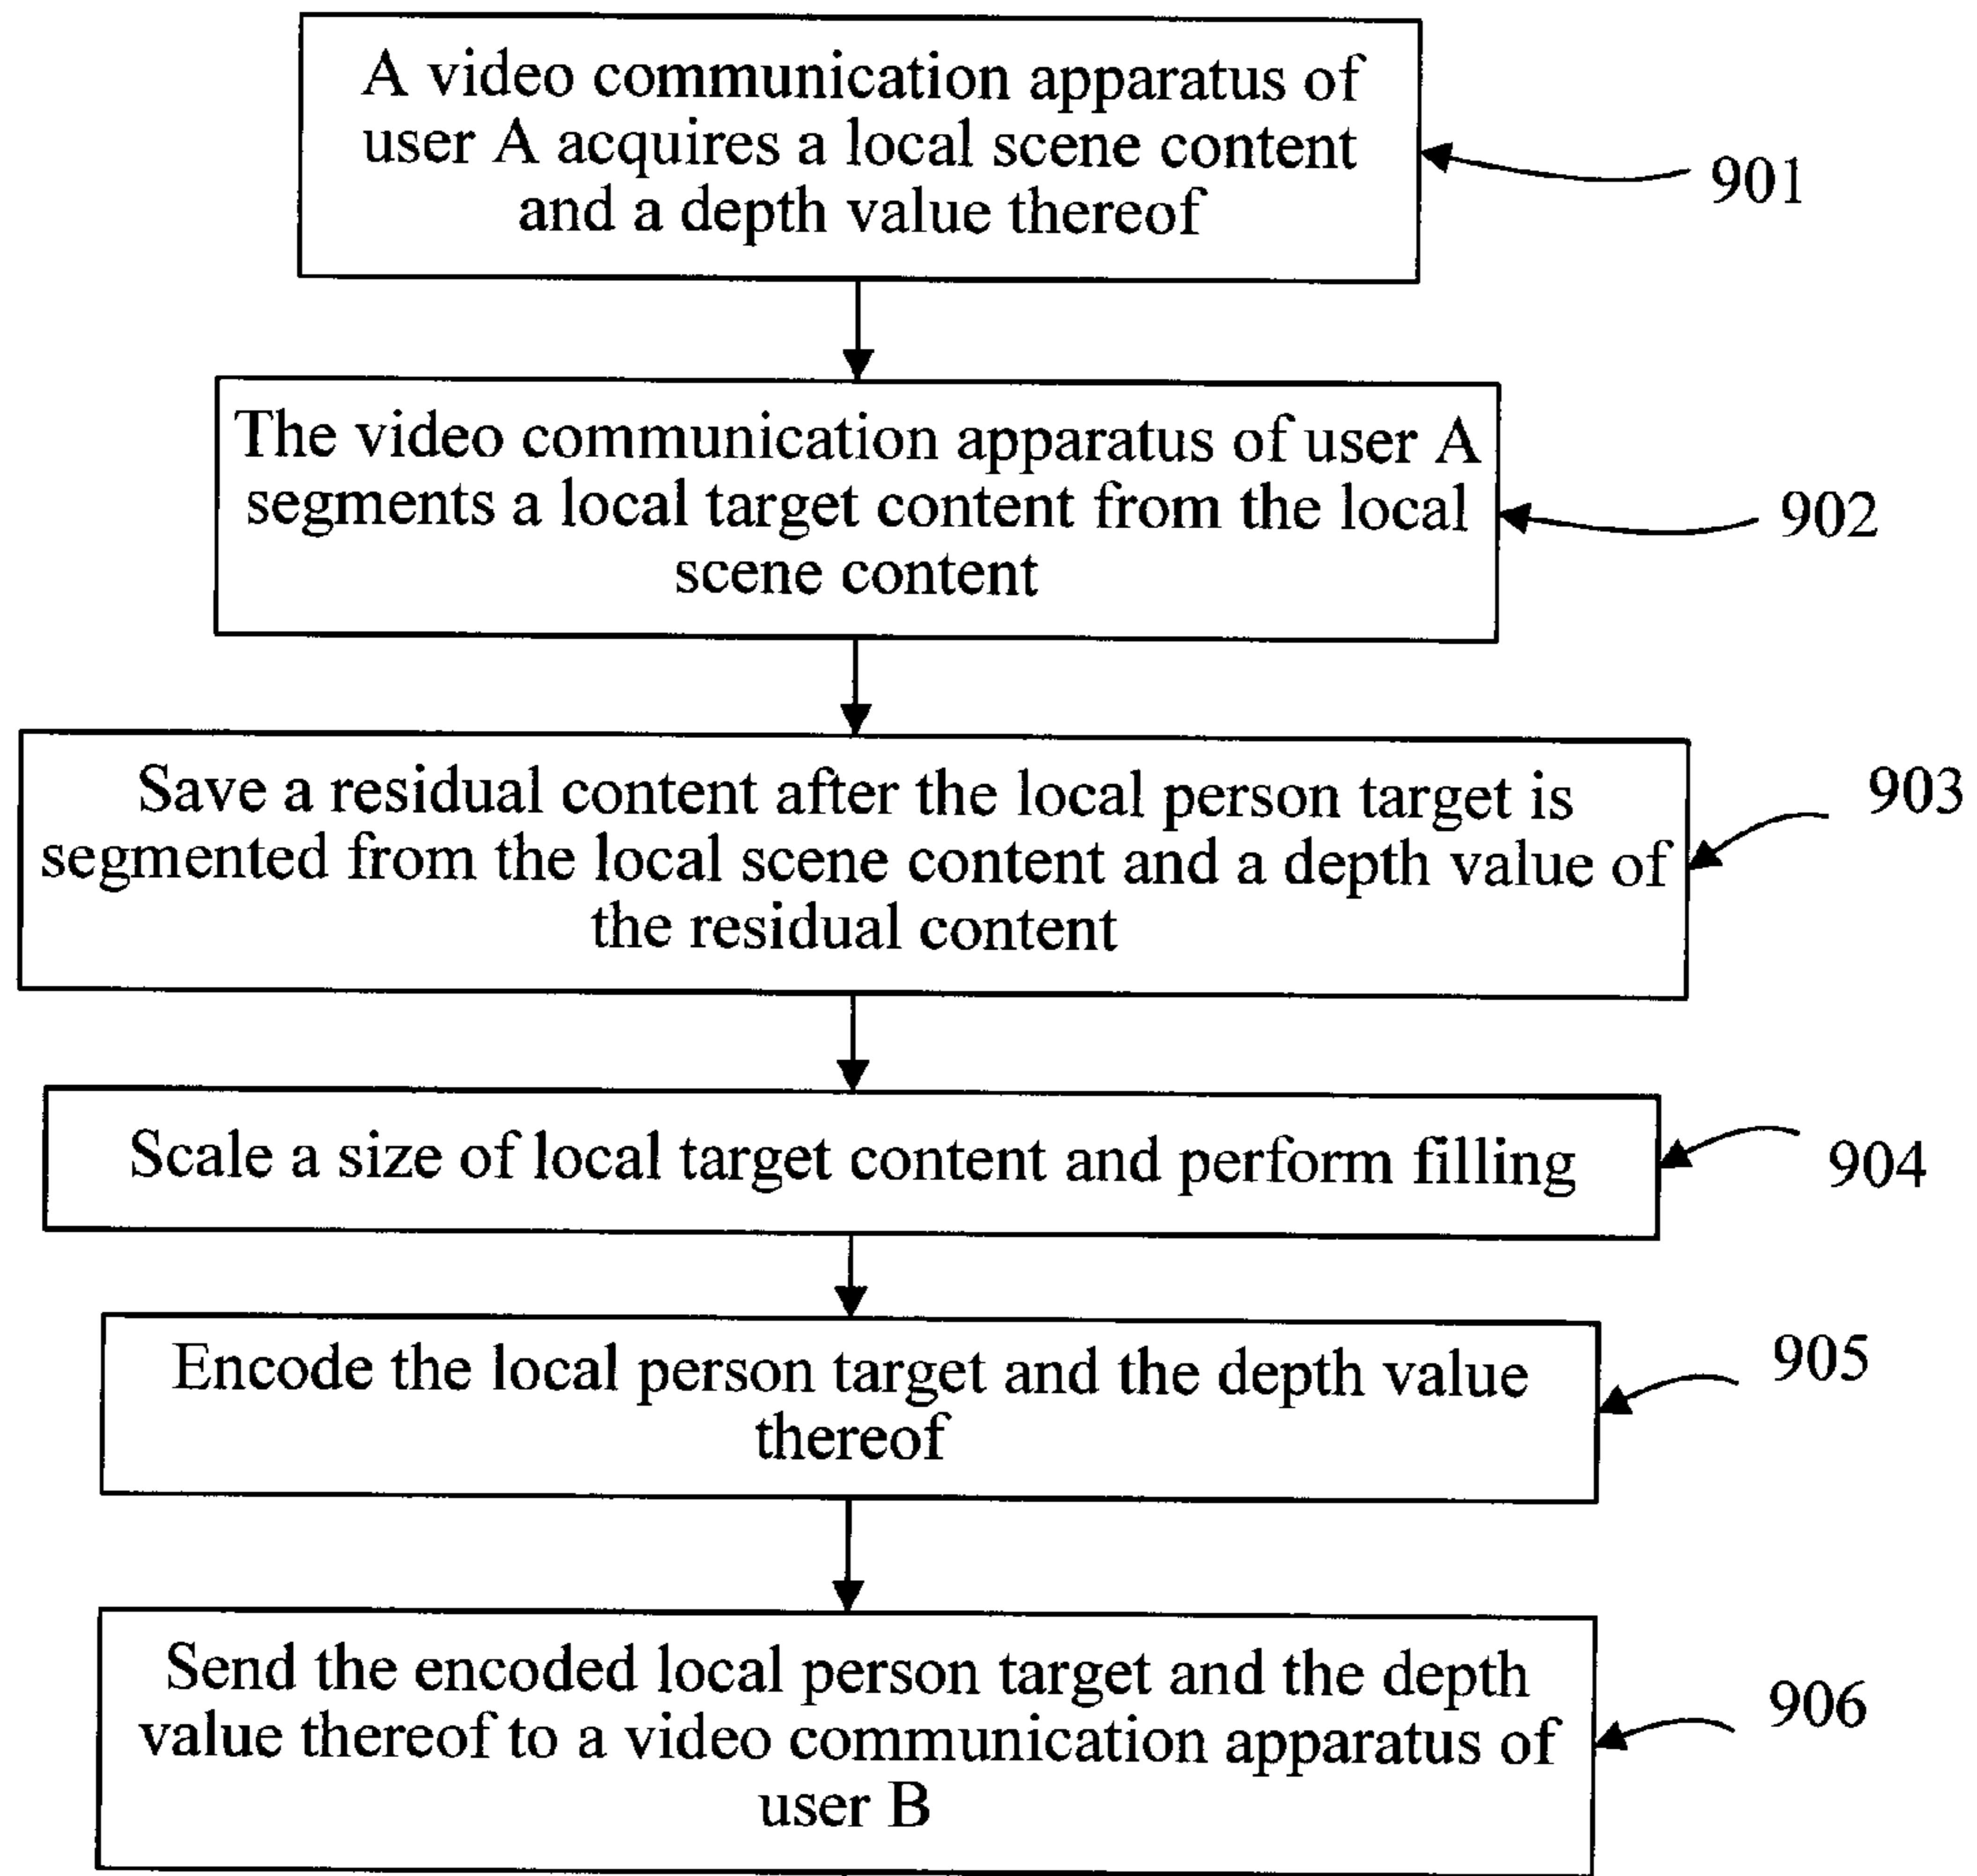 A video communication apparatus of
user A acquires a local scene content
and a depth value thereof
901
The video communication apparatus of user A
segments a local target content from the local
scene content
902
Save a residual content after the local person target is
segmented from the local scene content and a depth value of
the residual content
903
Scale a size of local target content and perform filling
904
Encode the local person target and the depth value
thereof
905
Send the encoded local person target and the depth
value thereof to a video communication apparatus of
user B
906